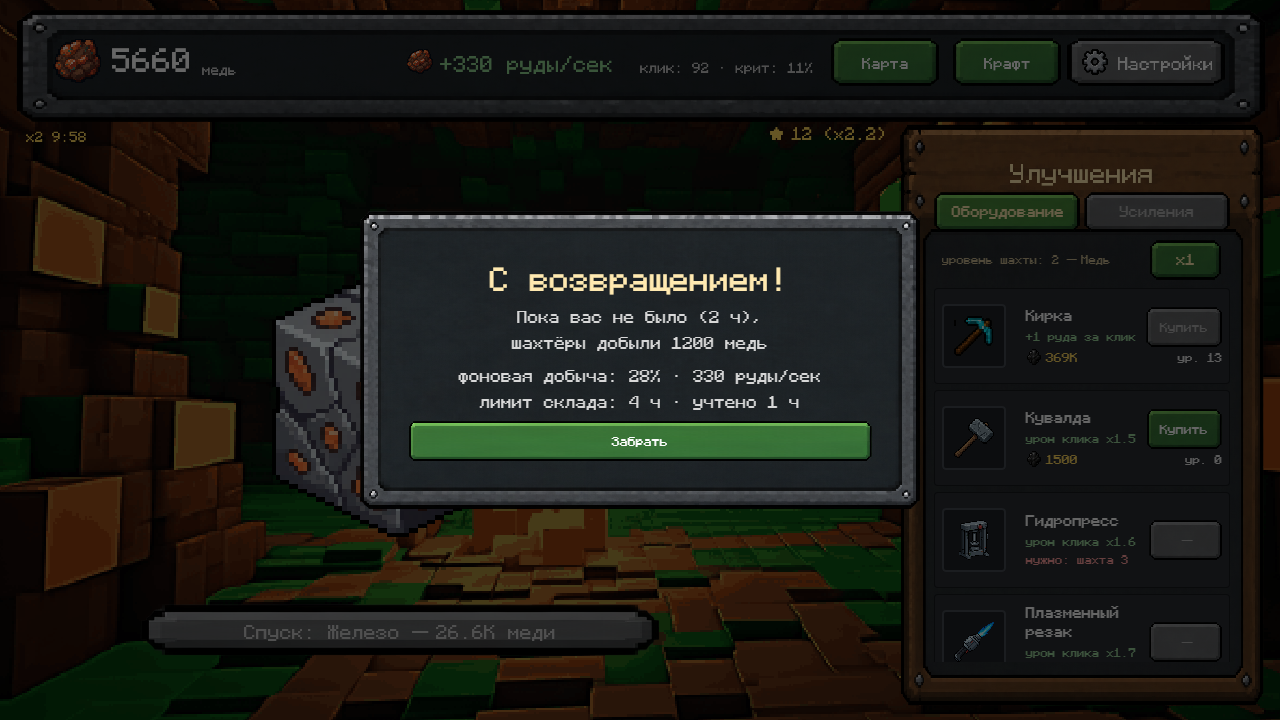 5660 медь
+330 руды/сек
клик: 92 · крит: 11%
Карта
Крафт
Настройки
x2 9:58
12 (x2.2)
Улучшения
Оборудование
Усиления
уровень шахты: 2 — Медь
x1
Кирка
+1 руда за клик
369K
Купить
ур. 13
Кувалда
урон клика x1.5
1500
Купить
ур. 0
Гидропресс
урон клика x1.6
нужно: шахта 3
—
Плазменный
резак
урон клика x1.7
—
С возвращением!
Пока вас не было (2 ч),
шахтёры добыли 1200 медь
фоновая добыча: 28% · 330 руды/сек
лимит склада: 4 ч · учтено 1 ч
Забрать
Спуск: Железо — 26.6K меди